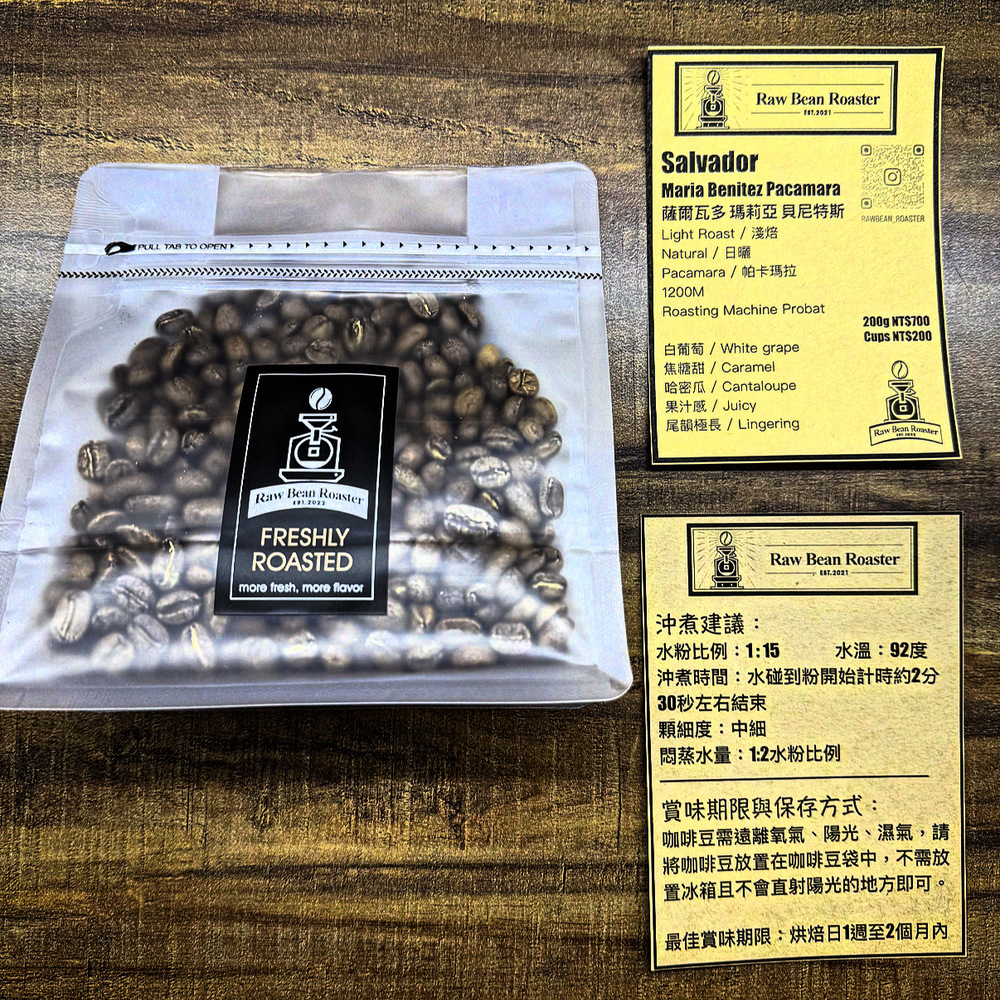 PULL TAB TO OPEN
Raw Bean Roaster
EST.2022
FRESHLY
ROASTED
more fresh, more flavor
Raw Bean Roaster
EST.2021
Salvador
Maria Benitez Pacamara
薩爾瓦多 瑪莉亞 貝尼特斯
RAWBEAN_ROASTER
Light Roast / 淺焙
Natural / 日曬
Pacamara / 帕卡瑪拉
1200M
Roasting Machine Probat
200g NT$700
Cups NT$200
白葡萄 / White grape
焦糖甜 / Caramel
哈密瓜 / Cantaloupe
果汁感 / Juicy
尾韻極長 / Lingering
Raw Bean Roaster
Raw Bean Roaster
EST.2021
沖煮建議：
水粉比例：1:15 水溫：92度
沖煮時間：水碰到粉開始計時約2分
30秒左右結束
顆細度：中細
悶蒸水量：1:2水粉比例
賞味期限與保存方式：
咖啡豆需遠離氧氣、陽光、濕氣，請
將咖啡豆放置在咖啡豆袋中，不需放
置冰箱且不會直射陽光的地方即可。
最佳賞味期限：烘焙日1週至2個月內